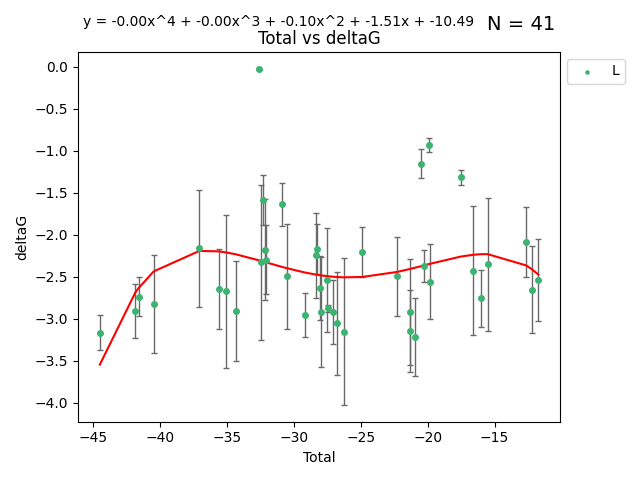 y = -0.00x^4 + -0.00x^3 + -0.10x^2 + -1.51x + -10.49 N = 41
Total vs deltaG
L
0.0
−0.5
−1.0
−1.5
−2.0
−2.5
−3.0
−3.5
−4.0
deltaG
−45 −40 −35 −30 −25 −20 −15
Total